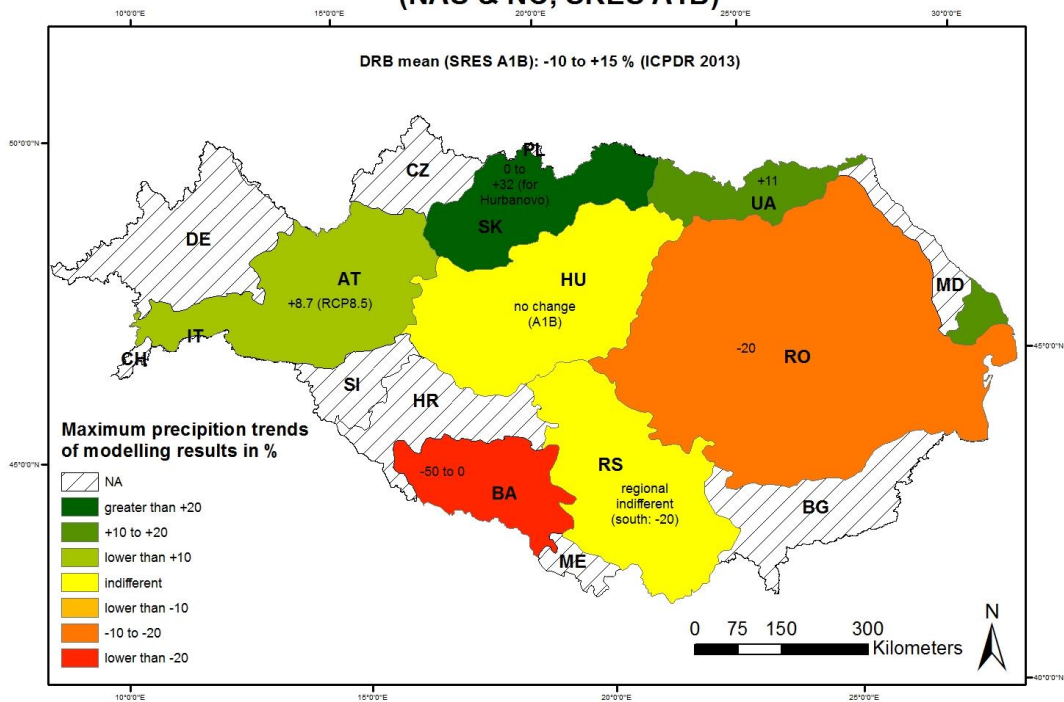 (NAS & NC, SRES A1B)
10°0'0"E 15°0'0"E 20°0'0"E 25°0'0"E 30°0'0"E
DRB mean (SRES A1B): -10 to +15 % (ICPDR 2013)
50°0'0"N
PL
CZ
0 to
+32 (for
Hurbanovo)
SK
+11
UA
DE
AT
+8.7 (RCP8.5)
HU
no change
(A1B)
MD
IT
CH
-20
RO
45°0'0"N
SI
HR
Maximum precipition trends
of modelling results in %
45°0'0"N
NA
greater than +20
+10 to +20
lower than +10
indifferent
lower than -10
-10 to -20
lower than -20
-50 to 0
BA
RS
regional
indifferent
(south: -20)
BG
ME
N
0 75 150 300
Kilometers
40°0'0"N
10°0'0"E 15°0'0"E 20°0'0"E 25°0'0"E